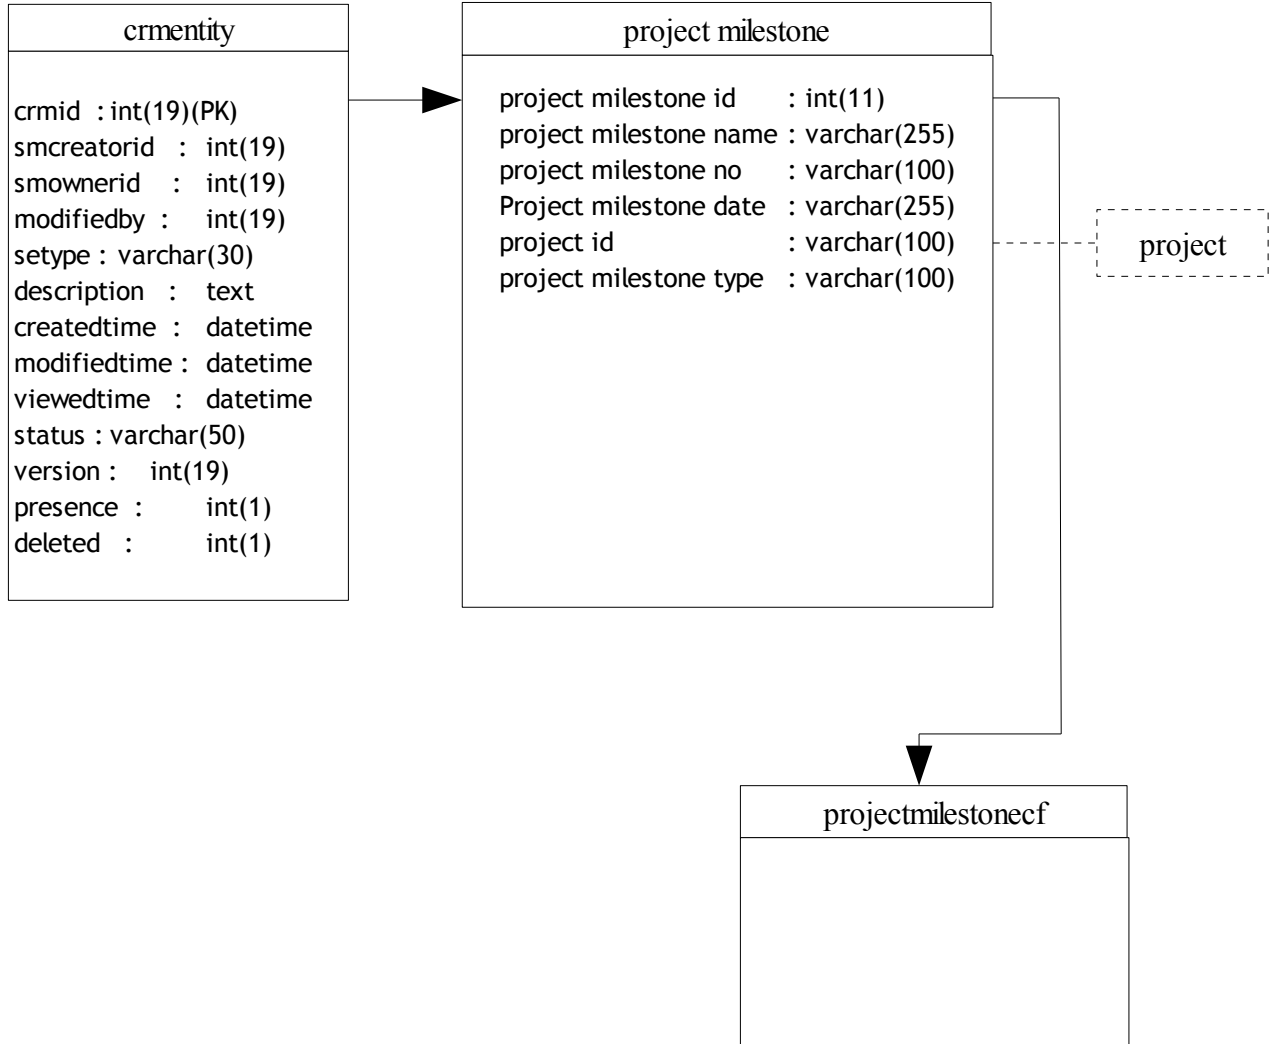 crmentity
crmid : int(19)(PK)
smcreatorid : int(19)
smownerid : int(19)
modifiedby : int(19)
setype : varchar(30)
description : text
createdtime : datetime
modifiedtime : datetime
viewedtime : datetime
status : varchar(50)
version : int(19)
presence : int(1)
deleted : int(1)
project milestone
project milestone id : int(11)
project milestone name : varchar(255)
project milestone no : varchar(100)
Project milestone date : varchar(255)
project id : varchar(100)
project milestone type : varchar(100)
project
projectmilestonecf